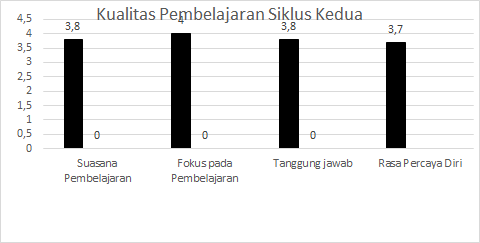 Kualitas Pembelajaran Siklus Kedua
4,5
4
3,5
3
2,5
2
1,5
1
0,5
0
3,8
4
3,8
3,7
0
0
0
Suasana
Pembelajaran
Fokus pada
Pembelajaran
Tanggung jawab
Rasa Percaya Diri